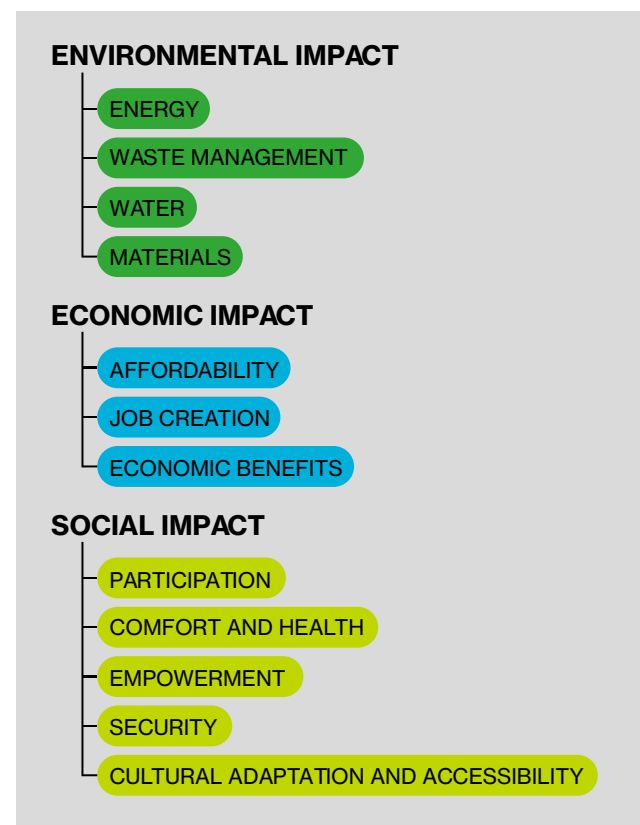 ENVIRONMENTAL IMPACT
ENERGY
WASTE MANAGEMENT
WATER
MATERIALS
ECONOMIC IMPACT
AFFORDABILITY
JOB CREATION
ECONOMIC BENEFITS
SOCIAL IMPACT
PARTICIPATION
COMFORT AND HEALTH
EMPOWERMENT
SECURITY
CULTURAL ADAPTATION AND ACCESSIBILITY